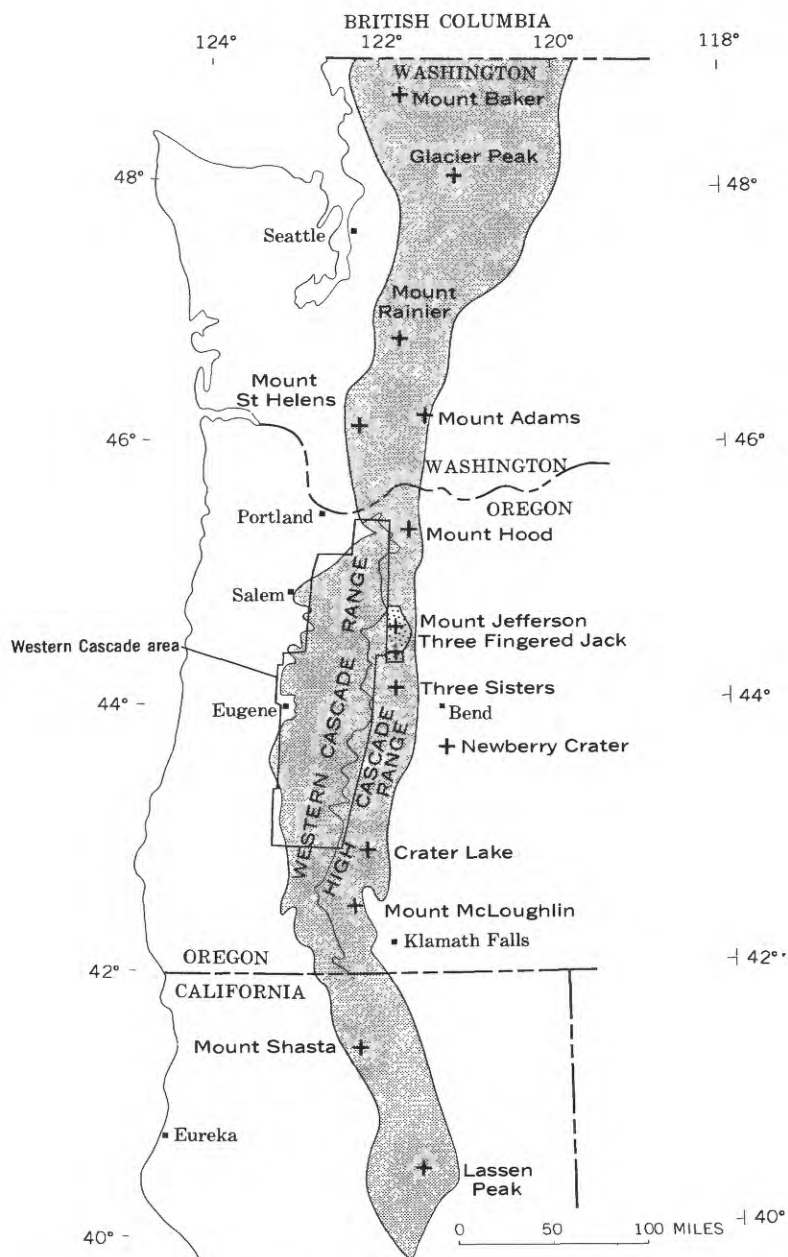 BRITISH COLUMBIA
124° 122° 120° 118°
WASHINGTON
Mount Baker
Glacier Peak
48° 48°
Seattle
Mount
Rainier
Mount
St Helens
Mount Adams
46° 46°
WASHINGTON
OREGON
Portland
Mount Hood
Salem
Mount Jefferson
Three Fingered Jack
Western Cascade area
WESTERN CASCADE RANGE
HIGH CASCADE
RANGE
Three Sisters
44° 44°
Eugene
Bend
Newberry Crater
Crater Lake
Mount McLoughlin
Klamath Falls
OREGON
42° 42°
CALIFORNIA
Mount Shasta
Eureka
Lassen
Peak
40° 40°
0 50 100 MILES